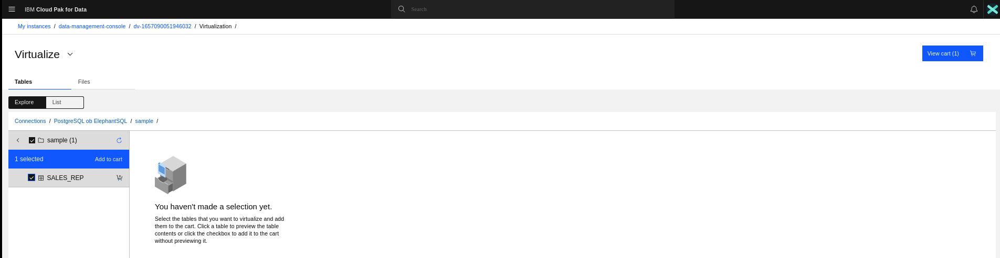 IBM Cloud Pak for Data
Search
My instances / data-management-console / dv-1657090051946032 / Virtualization /
Virtualize
View cart (1)
Tables Files
Explore List
Connections / PostgreSQL ob ElephantSQL / sample /
sample (1)
1 selected Add to cart
SALES_REP
You haven't made a selection yet.
Select the tables that you want to virtualize and add
them to the cart. Click a table to preview the table
contents or click the checkbox to add it to the cart
without previewing it.